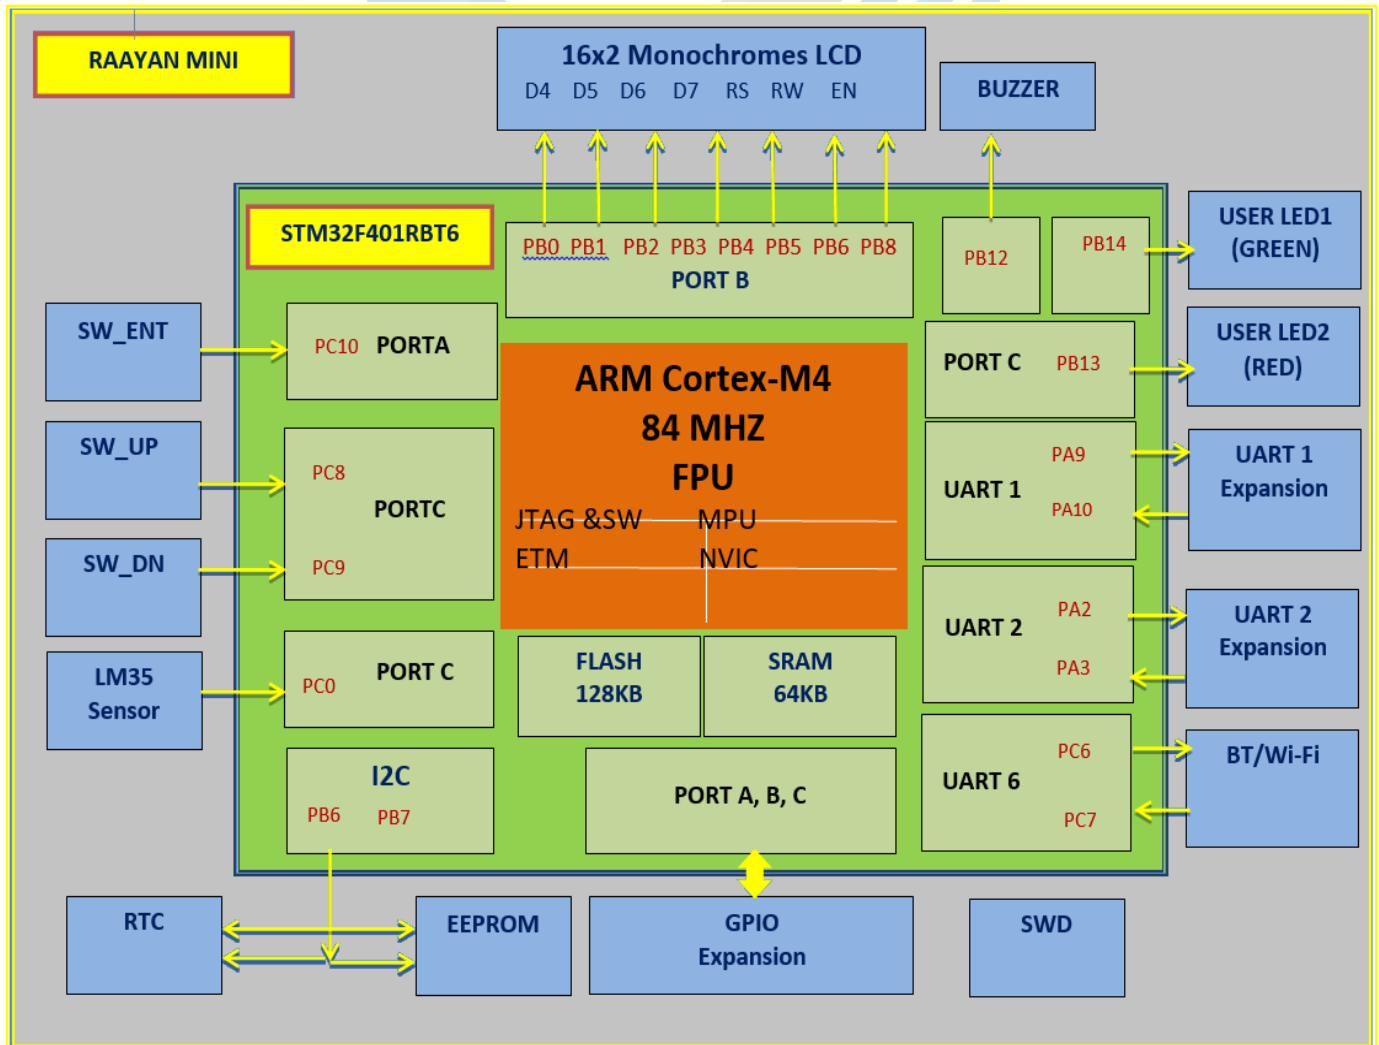 RAAYAN MINI
16x2 Monochromes LCD
D4 D5 D6 D7 RS RW EN
BUZZER
STM32F401RBT6
PB0 PB1 PB2 PB3 PB4 PB5 PB6 PB8
PORT B
PB12
PB14
USER LED1
(GREEN)
SW_ENT
PC10 PORTA
PORT C PB13
USER LED2
(RED)
ARM Cortex-M4
84 MHZ
FPU
JTAG &SW MPU
ETM NVIC
SW_UP
PC8
PORTC
PC9
SW_DN
PA9
UART 1
PA10
UART 1
Expansion
PA2
UART 2
PA3
UART 2
Expansion
LM35
Sensor
PORT C
PC0
FLASH
128KB
SRAM
64KB
PC6
UART 6
PC7
BT/Wi-Fi
I2C
PB6 PB7
PORT A, B, C
RTC
EEPROM
GPIO
Expansion
SWD